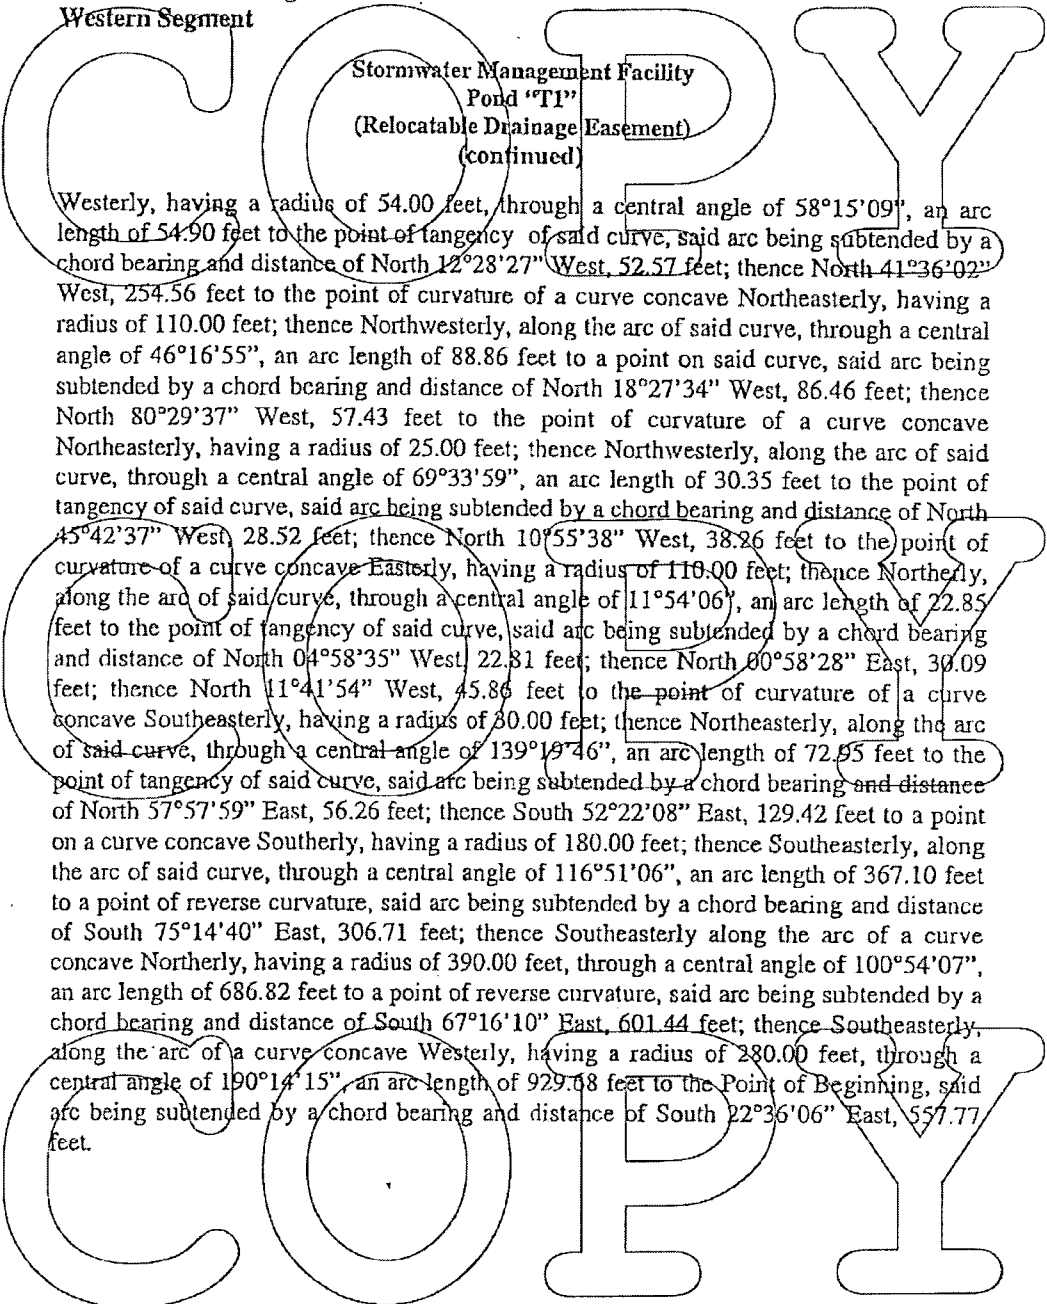 Western Segment
Stormwater Management Facility
Pond “T1”
(Relocatable Drainage Easement)
(continued)
Westerly, having a radius of 54.00 feet, through a central angle of 58°15’09”, an arc
length of 54.90 feet to the point of tangency of said curve, said arc being subtended by a
chord bearing and distance of North 12°28’27” West, 52.57 feet; thence North 41°36’02”
West, 254.56 feet to the point of curvature of a curve concave Northeasterly, having a
radius of 110.00 feet; thence Northwesterly, along the arc of said curve, through a central
angle of 46°16’55”, an arc length of 88.86 feet to a point on said curve, said arc being
subtended by a chord bearing and distance of North 18°27’34” West, 86.46 feet; thence
North 80°29’37” West, 57.43 feet to the point of curvature of a curve concave
Northeasterly, having a radius of 25.00 feet; thence Northwesterly, along the arc of said
curve, through a central angle of 69°33’59”, an arc length of 30.35 feet to the point of
tangency of said curve, said arc being subtended by a chord bearing and distance of North
45°42’37” West, 28.52 feet; thence North 10°55’38” West, 38.26 feet to the point of
curvature of a curve concave Easterly, having a radius of 110.00 feet; thence Northerly,
along the arc of said curve, through a central angle of 11°54’06”, an arc length of 22.85
feet to the point of tangency of said curve, said arc being subtended by a chord bearing
and distance of North 04°58’35” West, 22.81 feet; thence North 00°58’28” East, 30.09
feet; thence North 11°41’54” West, 45.86 feet to the point of curvature of a curve
concave Southeasterly, having a radius of 30.00 feet; thence Northeasterly, along the arc
of said curve, through a central angle of 139°19’46”, an arc length of 72.95 feet to the
point of tangency of said curve, said arc being subtended by a chord bearing and distance
of North 57°57’59” East, 56.26 feet; thence South 52°22’08” East, 129.42 feet to a point
on a curve concave Southerly, having a radius of 180.00 feet; thence Southeasterly, along
the arc of said curve, through a central angle of 116°51’06”, an arc length of 367.10 feet
to a point of reverse curvature, said arc being subtended by a chord bearing and distance
of South 75°14’40” East, 306.71 feet; thence Southeasterly along the arc of a curve
concave Northerly, having a radius of 390.00 feet, through a central angle of 100°54’07”,
an arc length of 686.82 feet to a point of reverse curvature, said arc being subtended by a
chord bearing and distance of South 67°16’10” East, 601.44 feet; thence Southeasterly,
along the arc of a curve concave Westerly, having a radius of 280.00 feet, through a
central angle of 190°14’15”, an arc length of 929.68 feet to the Point of Beginning, said
arc being subtended by a chord bearing and distance of South 22°36’06” East, 557.77
feet.
COPY
COPY
COPY